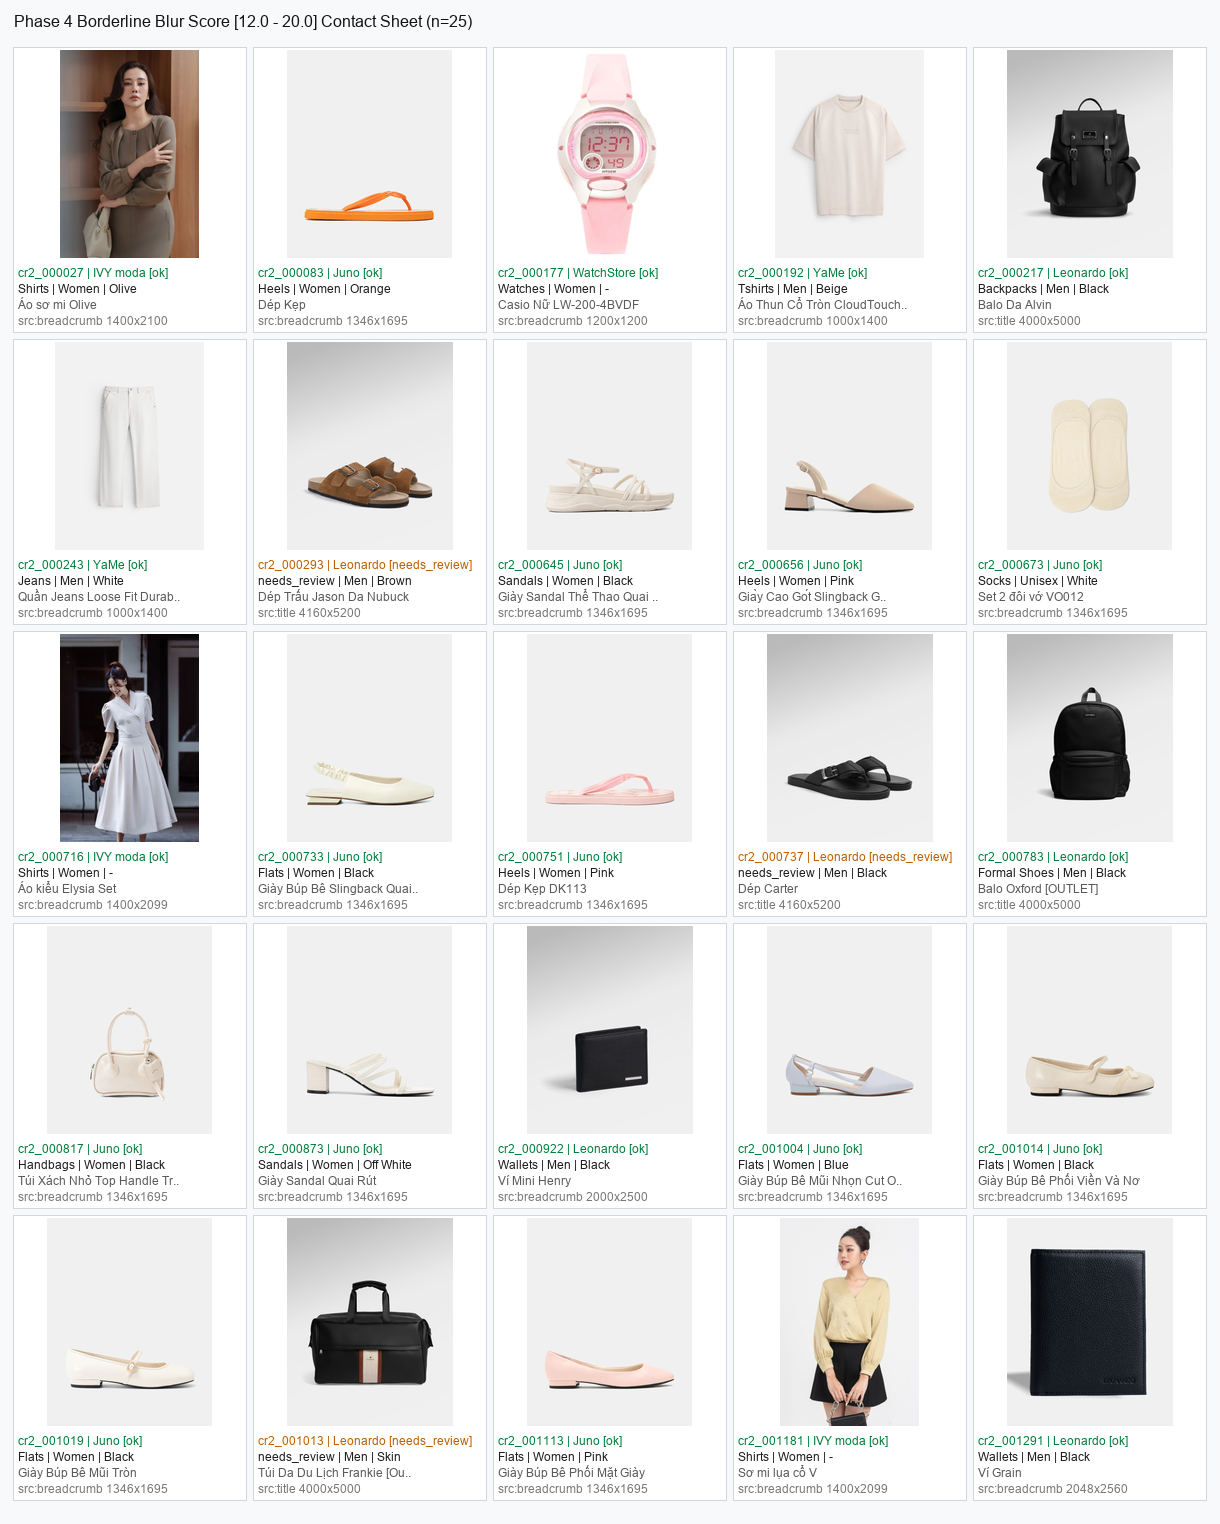 Phase 4 Borderline Blur Score [12.0 - 20.0] Contact Sheet (n=25)
cr2_000027 | IVY moda [ok]
Shirts | Women | Olive
Áo sơ mi Olive
src:breadcrumb 1400x2100
cr2_000083 | Juno [ok]
Heels | Women | Orange
Dép Kẹp
src:breadcrumb 1346x1695
12:37
49
cr2_000177 | WatchStore [ok]
Watches | Women | -
Casio Nữ LW-200-4BVDF
src:breadcrumb 1200x1200
cr2_000192 | YaMe [ok]
Tshirts | Men | Beige
Áo Thun Cổ Tròn CloudTouch..
src:breadcrumb 1000x1400
cr2_000217 | Leonardo [ok]
Backpacks | Men | Black
Balo Da Alvin
src:title 4000x5000
cr2_000243 | YaMe [ok]
Jeans | Men | White
Quần Jeans Loose Fit Durab..
src:breadcrumb 1000x1400
cr2_000293 | Leonardo [needs_review]
needs_review | Men | Brown
Dép Trấu Jason Da Nubuck
src:title 4160x5200
cr2_000645 | Juno [ok]
Sandals | Women | Black
Giày Sandal Thể Thao Quai ..
src:breadcrumb 1346x1695
cr2_000656 | Juno [ok]
Heels | Women | Pink
Giày Cao Gót Slingback G..
src:breadcrumb 1346x1695
cr2_000673 | Juno [ok]
Socks | Unisex | White
Set 2 đôi vớ VO012
src:breadcrumb 1346x1695
cr2_000716 | IVY moda [ok]
Shirts | Women | -
Áo kiểu Elysia Set
src:breadcrumb 1400x2099
cr2_000733 | Juno [ok]
Flats | Women | Black
Giày Búp Bê Slingback Quai..
src:breadcrumb 1346x1695
cr2_000751 | Juno [ok]
Heels | Women | Pink
Dép Kẹp DK113
src:breadcrumb 1346x1695
cr2_000737 | Leonardo [needs_review]
needs_review | Men | Black
Dép Carter
src:title 4160x5200
cr2_000783 | Leonardo [ok]
Formal Shoes | Men | Black
Balo Oxford [OUTLET]
src:title 4000x5000
cr2_000817 | Juno [ok]
Handbags | Women | Black
Túi Xách Nhỏ Top Handle Tr..
src:breadcrumb 1346x1695
cr2_000873 | Juno [ok]
Sandals | Women | Off White
Giày Sandal Quai Rút
src:breadcrumb 1346x1695
cr2_000922 | Leonardo [ok]
Wallets | Men | Black
Ví Mini Henry
src:breadcrumb 2000x2500
cr2_001004 | Juno [ok]
Flats | Women | Blue
Giày Búp Bê Mũi Nhọn Cut O..
src:breadcrumb 1346x1695
cr2_001014 | Juno [ok]
Flats | Women | Black
Giày Búp Bê Phối Viền Và Nơ
src:breadcrumb 1346x1695
cr2_001019 | Juno [ok]
Flats | Women | Black
Giày Búp Bê Mũi Tròn
src:breadcrumb 1346x1695
cr2_001013 | Leonardo [needs_review]
needs_review | Men | Skin
Túi Da Du Lịch Frankie [Ou..
src:title 4000x5000
cr2_001113 | Juno [ok]
Flats | Women | Pink
Giày Búp Bê Phối Mặt Giày
src:breadcrumb 1346x1695
cr2_001181 | IVY moda [ok]
Shirts | Women | -
Sơ mi lụa cổ V
src:breadcrumb 1400x2099
cr2_001291 | Leonardo [ok]
Wallets | Men | Black
Ví Grain
src:breadcrumb 2048x2560